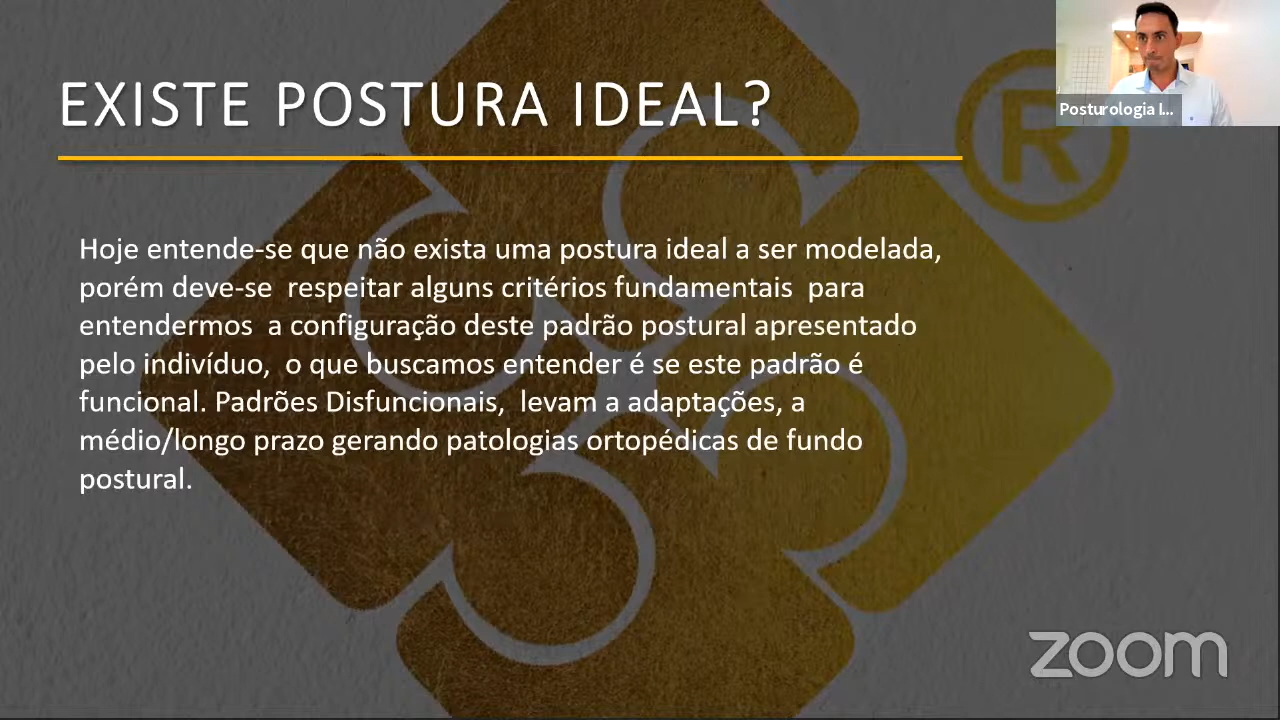 EXISTE POSTURA IDEAL?
Posturologia I...
R
Hoje entende-se que não exista uma postura ideal a ser modelada,
porém deve-se  respeitar alguns critérios fundamentais  para
entendermos  a configuração deste padrão postural apresentado
pelo indivíduo,  o que buscamos entender é se este padrão é
funcional. Padrões Disfuncionais,  levam a adaptações, a
médio/longo prazo gerando patologias ortopédicas de fundo
postural.
zoom